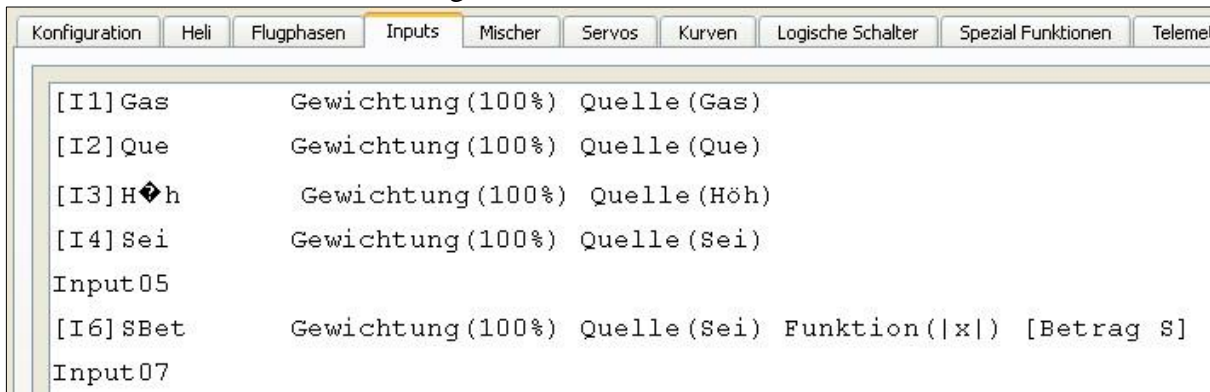 Konfiguration Heli Flugphasen Inputs Mischer Servos Kurven Logische Schalter Spezial Funktionen Teleme
[I1]Gas Gewichtung(100%) Quelle(Gas)
[I2]Que Gewichtung(100%) Quelle(Que)
[I3]H�h Gewichtung(100%) Quelle(Höh)
[I4]Sei Gewichtung(100%) Quelle(Sei)
Input05
[I6]SBet Gewichtung(100%) Quelle(Sei) Funktion(|x|) [Betrag S]
Input07